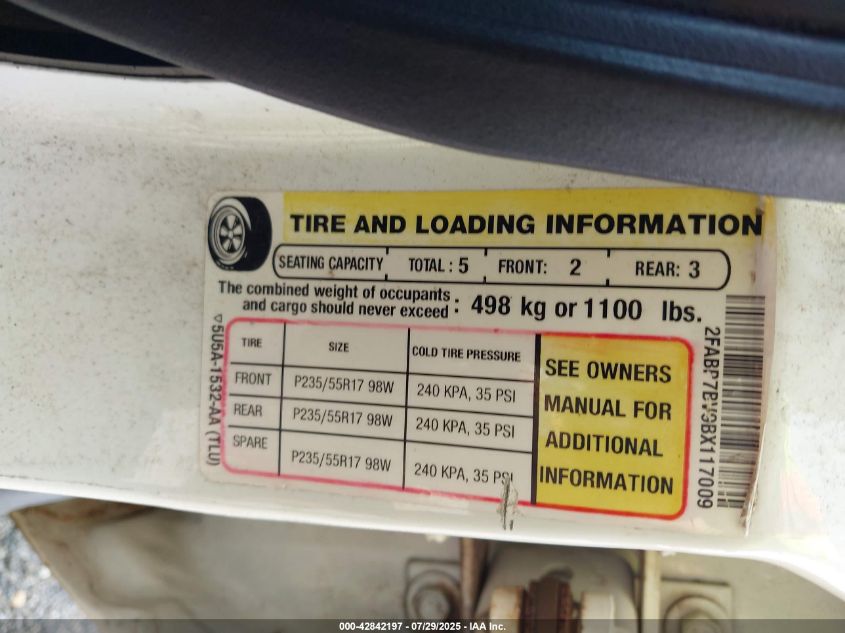 TIRE AND LOADING INFORMATION
SEATING CAPACITY TOTAL : 5 FRONT: 2 REAR: 3
The combined weight of occupants
and cargo should never exceed : 498 kg or 1100 lbs.
TIRE SIZE COLD TIRE PRESSURE
FRONT P235/55R17 98W 240 KPA, 35 PSI
REAR P235/55R17 98W 240 KPA, 35 PSI
SPARE P235/55R17 98W 240 KPA, 35 PSI
SEE OWNERS
MANUAL FOR
ADDITIONAL
INFORMATION
5U5A-1532-AA (TLU)
2FABP7BV9BX117009
000-42842197 - 07/29/2025 - IAA Inc.